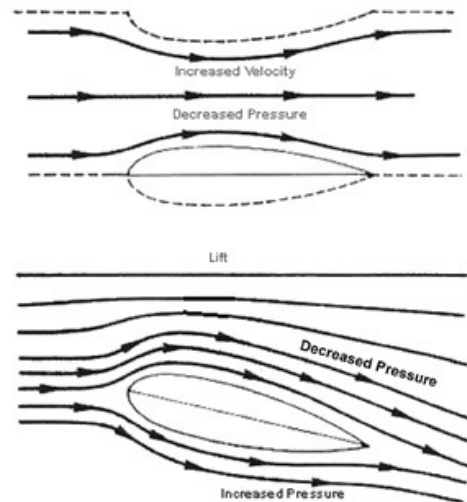 Increased Velocity
Decreased Pressure
Lift
Decreased Pressure
Increased Pressure